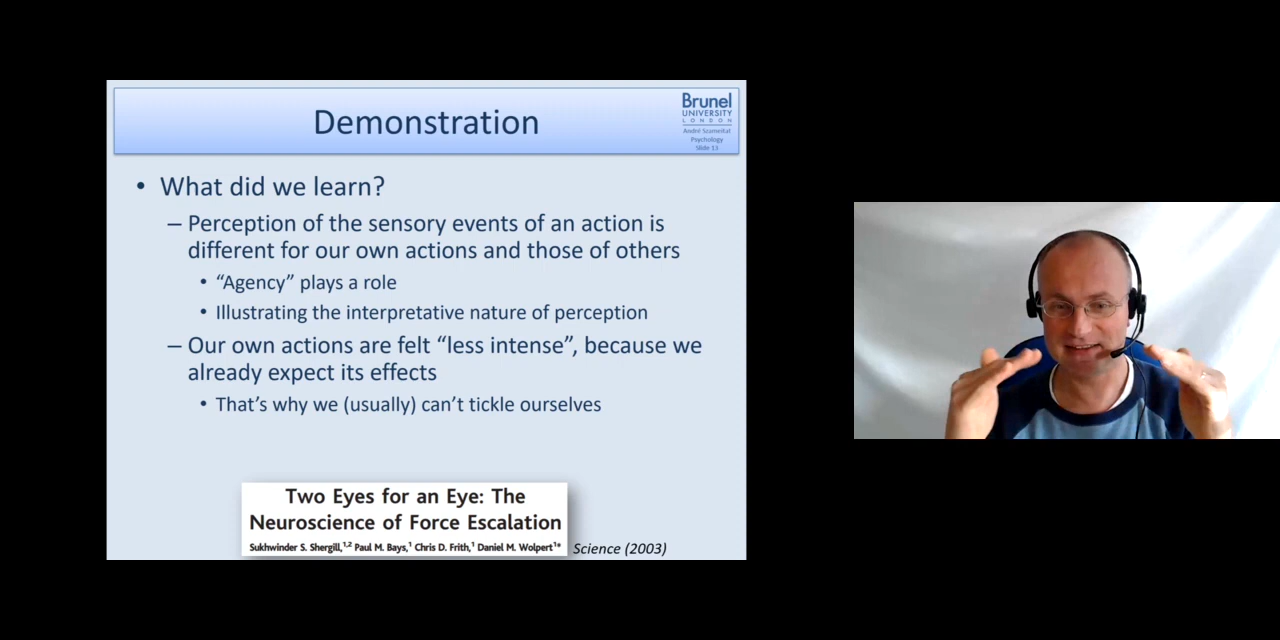 Demonstration
Brunel
UNIVERSITY
LONDON
André Szameitat
Psychology
Slide 13
• What did we learn?
– Perception of the sensory events of an action is
different for our own actions and those of others
• “Agency” plays a role
• Illustrating the interpretative nature of perception
– Our own actions are felt “less intense”, because we
already expect its effects
• That’s why we (usually) can’t tickle ourselves
Two Eyes for an Eye: The
Neuroscience of Force Escalation
Sukhwinder S. Shergill,1,2 Paul M. Bays,1 Chris D. Frith,1 Daniel M. Wolpert1*
Science (2003)